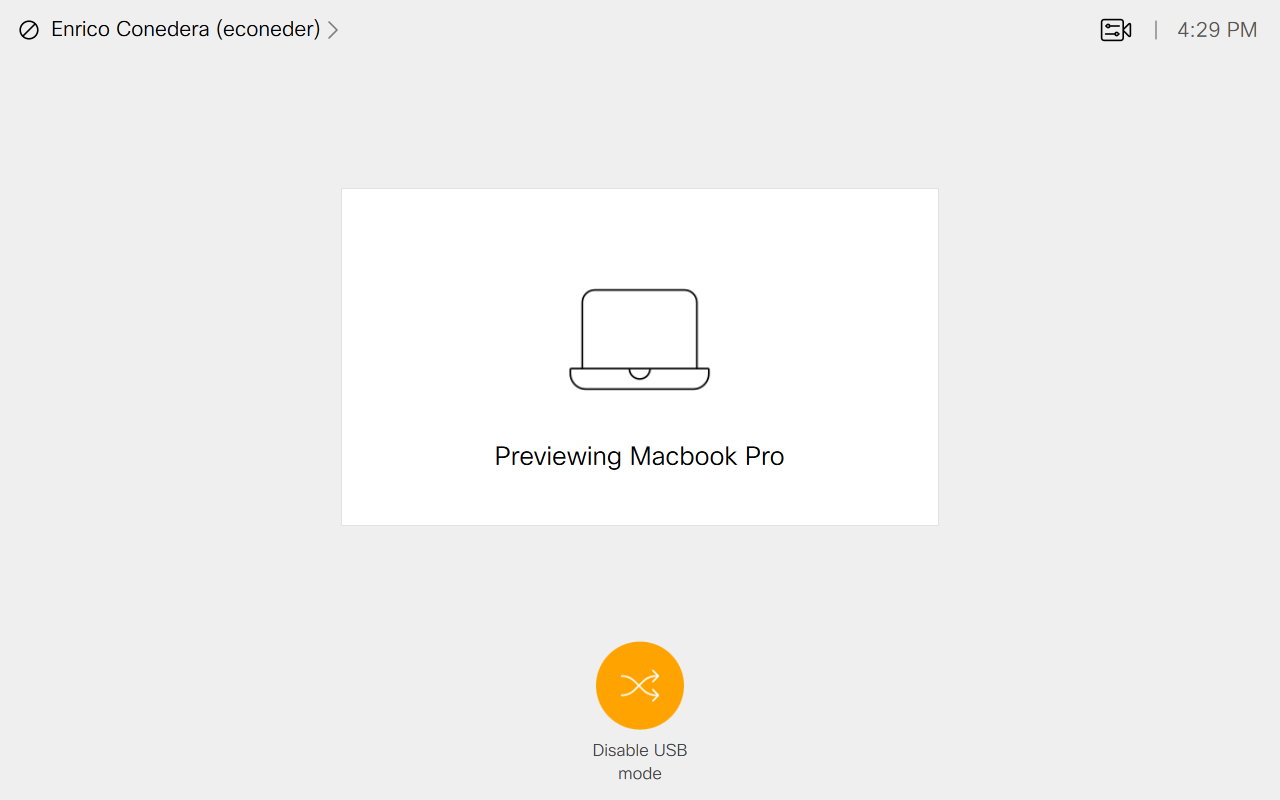 Enrico Conedera (econeder)
4:29 PM
Previewing Macbook Pro
Disable USB
mode